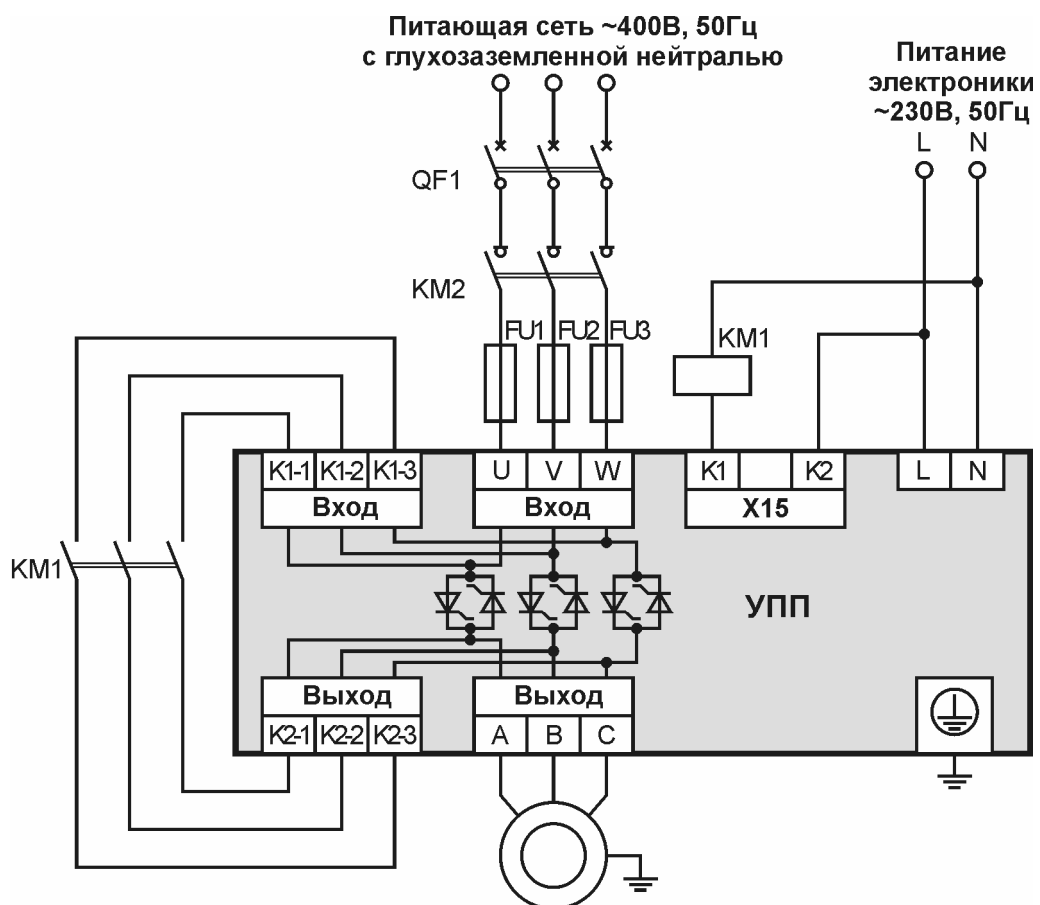 Питающая сеть ~400В, 50Гц
с глухозаземленной нейтралью
Питание
электроники
~230В, 50Гц
L N
QF1
KM2
FU1 FU2 FU3
KM1
K1-1 K1-2 K1-3 U V W K1 K2 L N
Вход Вход X15
KM1
УПП
Выход Выход
K2-1 K2-2 K2-3 A B C